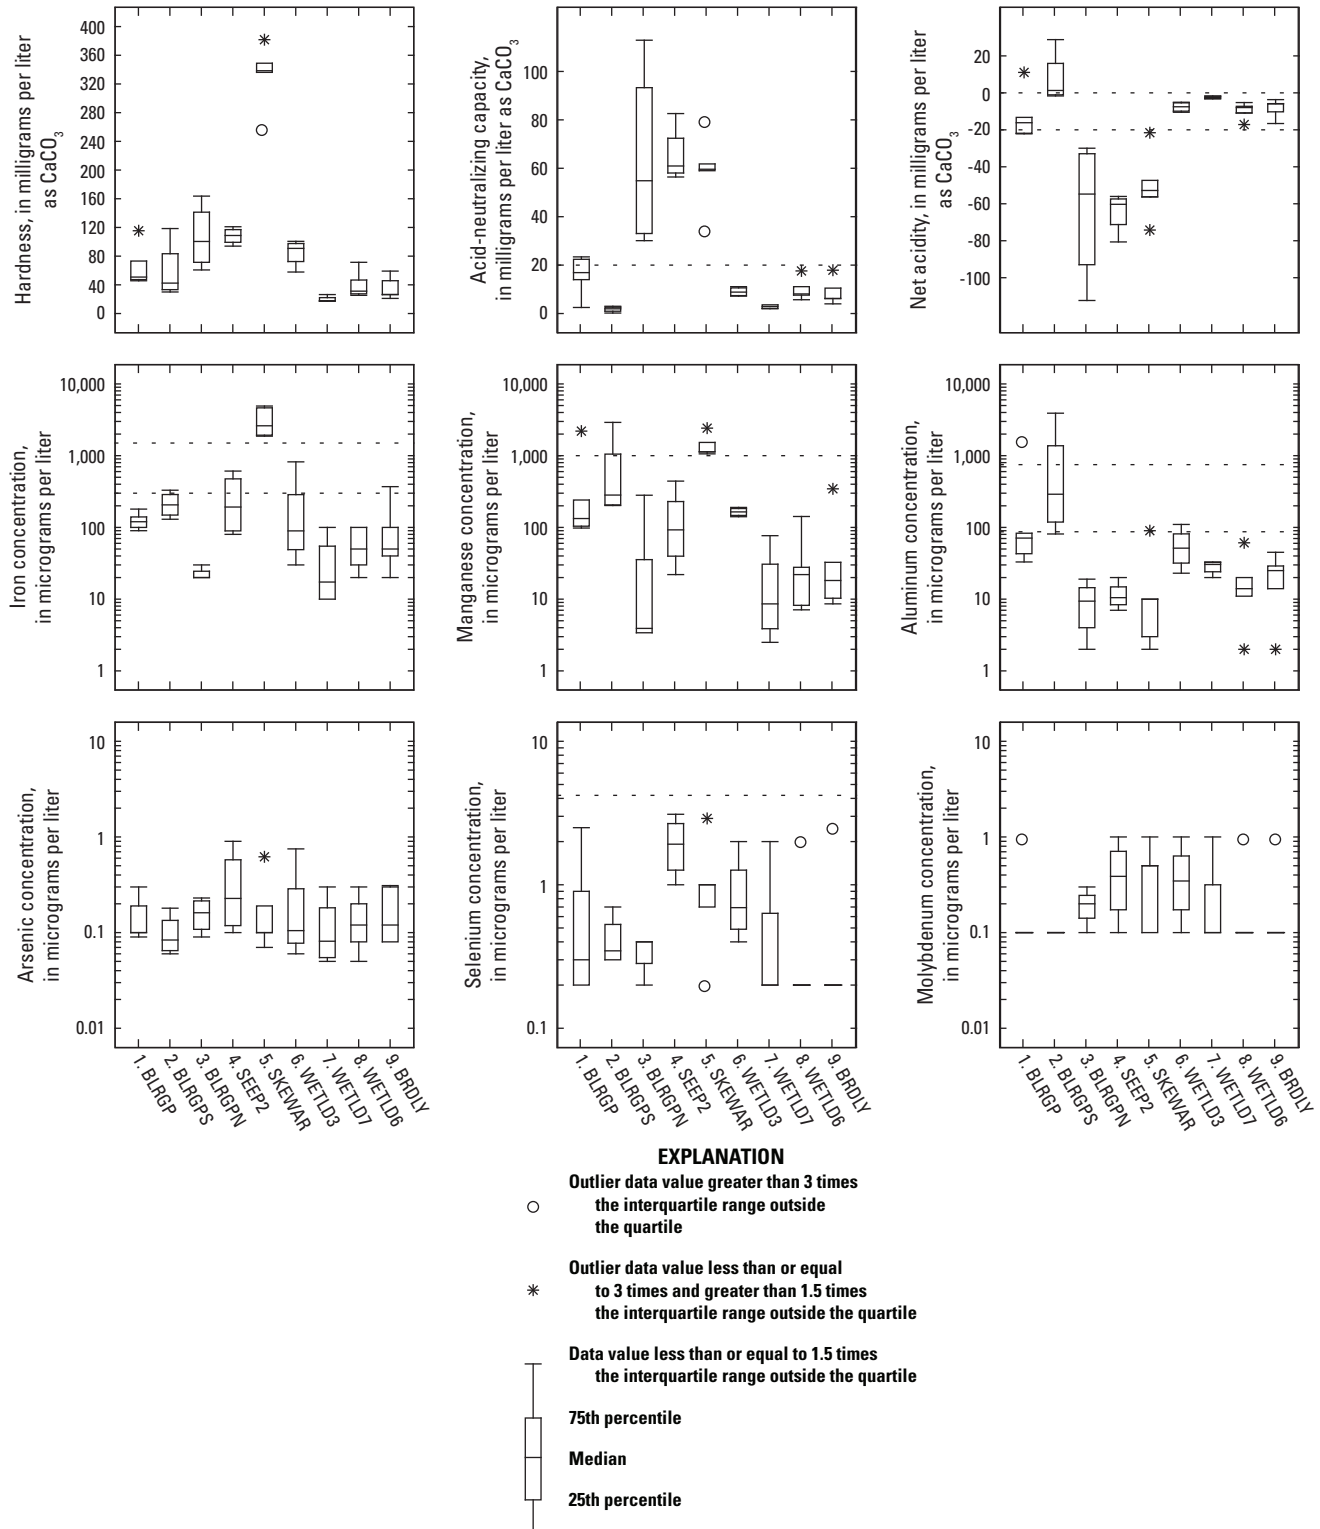 Hardness, in milligrams per liter
as CaCO3
400
360
320
280
240
200
160
120
80
40
0
Acid-neutralizing capacity,
in milligrams per liter as CaCO3
100
80
60
40
20
0
Net acidity, in milligrams per liter
as CaCO3
20
0
-20
-40
-60
-80
-100
Iron concentration,
in micrograms per liter
10,000
1,000
100
10
1
Manganese concentration,
in micrograms per liter
10,000
1,000
100
10
1
Aluminum concentration,
in micrograms per liter
10,000
1,000
100
10
1
Arsenic concentration,
in micrograms per liter
10
1
0.1
0.01
Selenium concentration,
in micrograms per liter
10
1
0.1
Molybdenum concentration,
in micrograms per liter
10
1
0.1
0.01
1. BLRGP
2. BLRGPS
3. BLRGPN
4. SEEP2
5. SKEWAR
6. WETLD3
7. WETLD7
8. WETLD6
9. BRDLY
1. BLRGP
2. BLRGPS
3. BLRGPN
4. SEEP2
5. SKEWAR
6. WETLD3
7. WETLD7
8. WETLD6
9. BRDLY
1. BLRGP
2. BLRGPS
3. BLRGPN
4. SEEP2
5. SKEWAR
6. WETLD3
7. WETLD7
8. WETLD6
9. BRDLY
EXPLANATION
Outlier data value greater than 3 times
the interquartile range outside
the quartile
Outlier data value less than or equal
to 3 times and greater than 1.5 times
the interquartile range outside the quartile
Data value less than or equal to 1.5 times
the interquartile range outside the quartile
75th percentile
Median
25th percentile